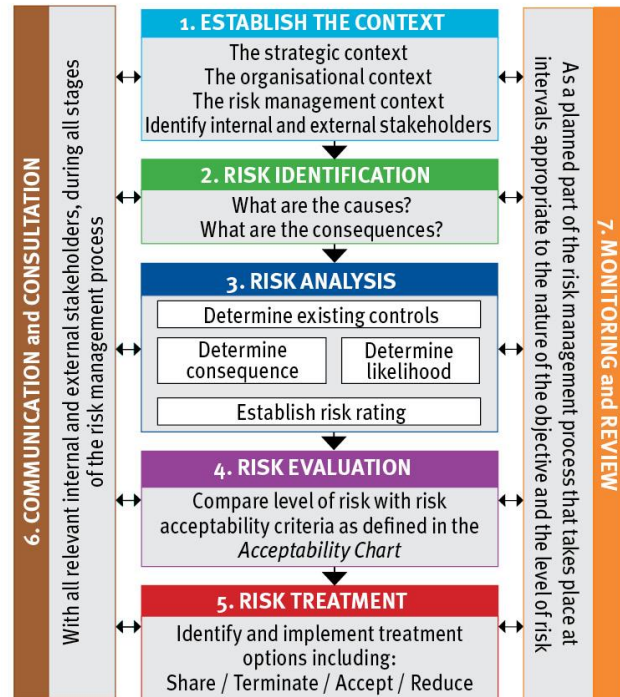 1. ESTABLISH THE CONTEXT
The strategic context
The organisational context
The risk management context
Identify internal and external stakeholders
2. RISK IDENTIFICATION
What are the causes?
What are the consequences?
3. RISK ANALYSIS
Determine existing controls
Determine
consequence
Determine
likelihood
Establish risk rating
4. RISK EVALUATION
Compare level of risk with risk
acceptability criteria as defined in the
Acceptability Chart
5. RISK TREATMENT
Identify and implement treatment
options including:
Share / Terminate / Accept / Reduce
6. COMMUNICATION and CONSULTATION
With all relevant internal and external stakeholders, during all stages
of the risk management process
7. MONITORING and REVIEW
As a planned part of the risk management process that takes place at
intervals appropriate to the nature of the objective and the level of risk